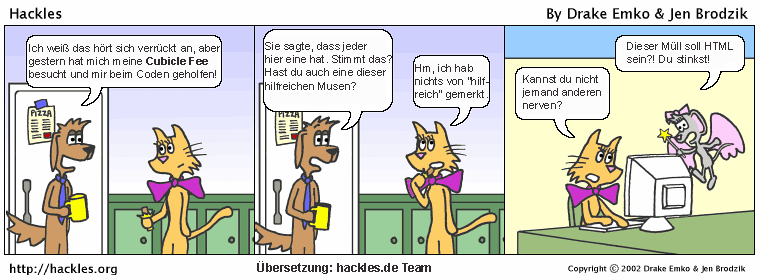 Hackles
By Drake Emko & Jen Brodzik
Ich weiß das hört sich verrückt an, aber
gestern hat mich meine Cubicle Fee
besucht und mir beim Coden geholfen!
PIZZA
Sie sagte, dass jeder
hier eine hat. Stimmt das?
Hast du auch eine dieser
hilfreichen Musen?
Hm, ich hab
nichts von "hilf-
reich" gemerkt.
PIZZA
Kannst du nicht
jemand anderen
nerven?
Dieser Müll soll HTML
sein?! Du stinkst!
http://hackles.org
Übersetzung: hackles.de Team
Copyright © 2002 Drake Emko & Jen Brodzik